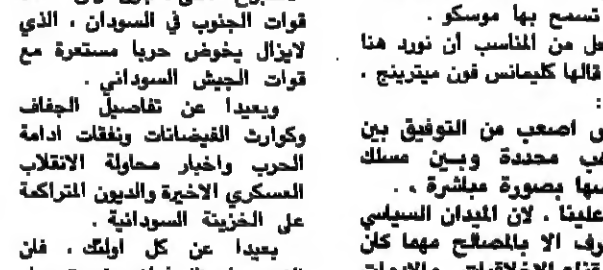 تسمح بها موسكو .
عل من المناسب أن نورد هنا
قالها كليمانس فون ميترينج .
:
اصعب من التوفيق بين
محددة وبين مسلك
سها بصورة مباشرة . .
علينا . لان الميدان السياسي
رف الا بالمصالح مهما كان
قوات الجنوب في السودان ، الذي
لايزال يخوض حربا مستعرة مع
قوات الجيش السوداني .
وبعيدا عن تفاصيل الجفاف
وكوارث الفيضانات ونفقات ادامة
الحرب واخبار محاولة الانقلاب
العسكري الاخيرة والديون المتراكمة
على الخزينة السودانية .
بعيدا عن كل اولئك ، فان